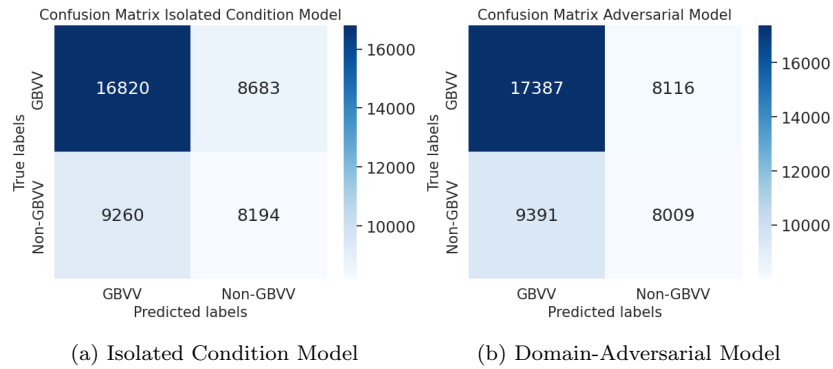 Confusion Matrix Isolated Condition Model
True labels
GBVV
Non-GBVV
16820
8683
9260
8194
16000
14000
12000
10000
GBVV
Non-GBVV
Predicted labels
(a) Isolated Condition Model
Confusion Matrix Adversarial Model
True labels
GBVV
Non-GBVV
17387
8116
9391
8009
16000
14000
12000
10000
GBVV
Non-GBVV
Predicted labels
(b) Domain-Adversarial Model